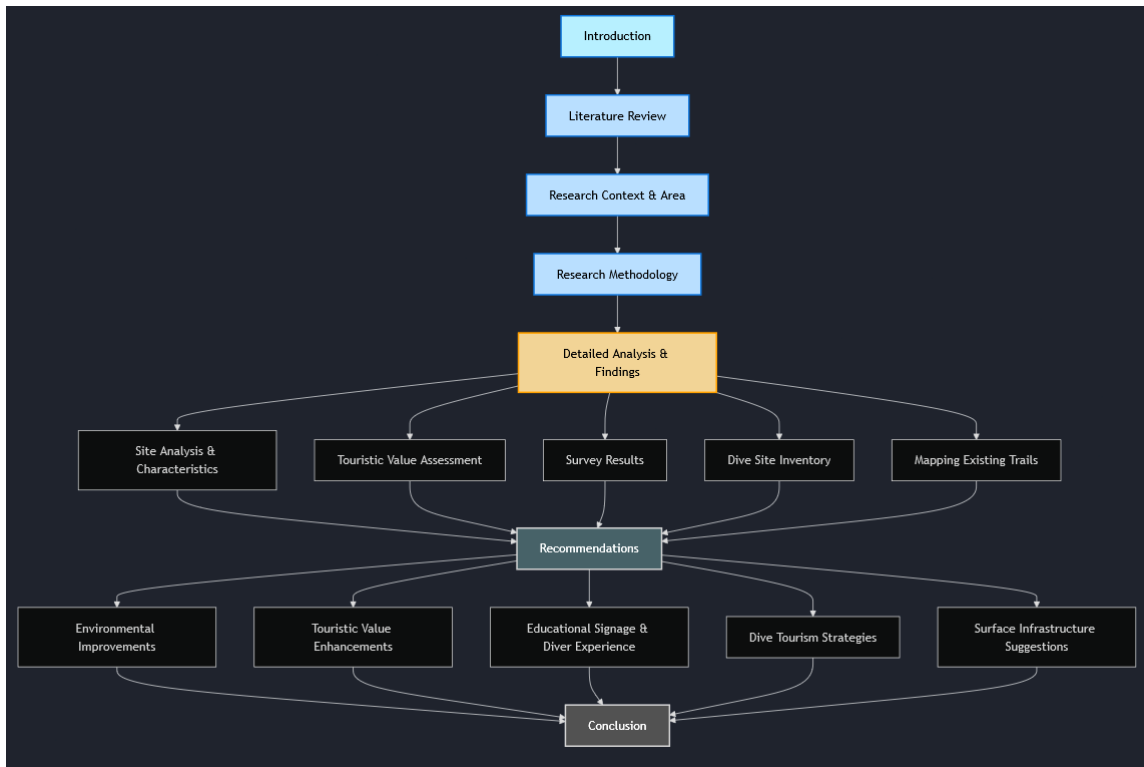 Introduction
Literature Review
Research Context & Area
Research Methodology
Detailed Analysis &
Findings
Site Analysis &
Characteristics
Touristic Value Assessment
Survey Results
Dive Site Inventory
Mapping Existing Trails
Recommendations
Environmental
Improvements
Touristic Value
Enhancements
Educational Signage &
Diver Experience
Dive Tourism Strategies
Surface Infrastructure
Suggestions
Conclusion